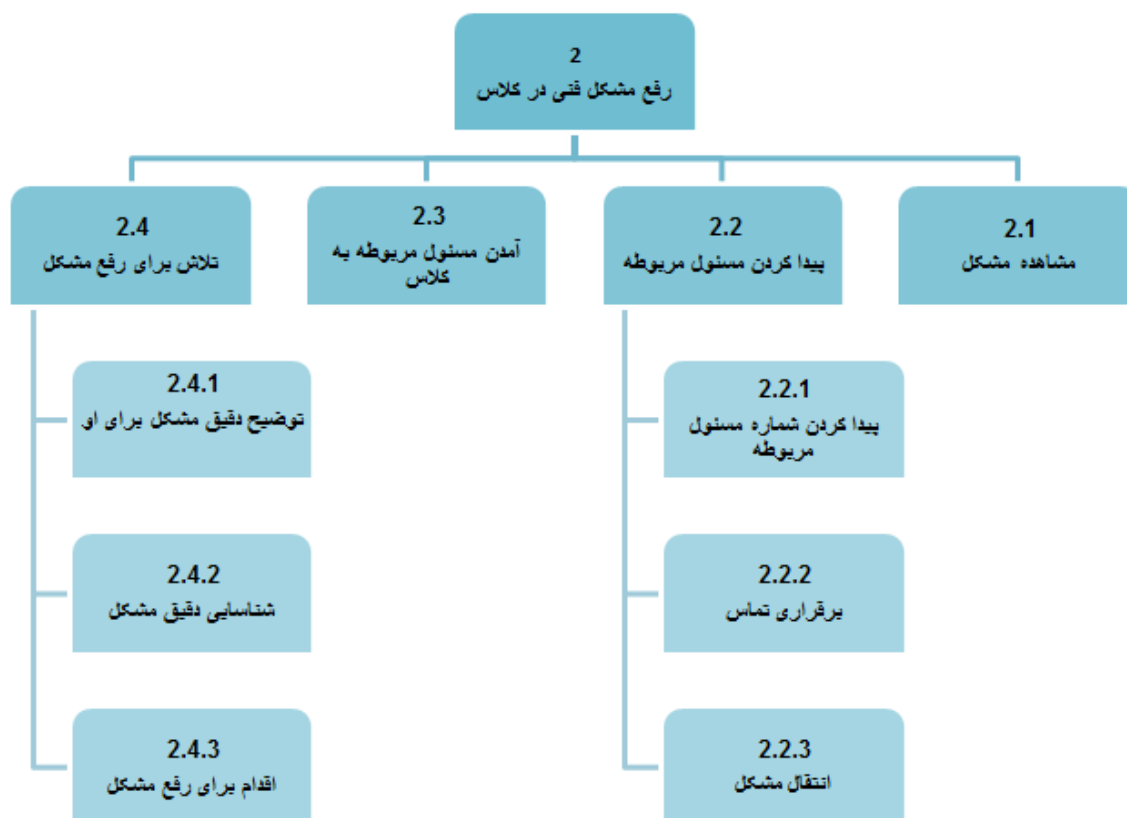 2
رفع مشکل فنی در کلاس
2.1
مشاهده مشکل
2.2
پیدا کردن مسئول مربوطه
2.3
آمدن مسئول مربوطه به
کلاس
2.4
تلاش برای رفع مشکل
2.2.1
پیدا کردن شماره مسئول
مربوطه
2.2.2
برقراری تماس
2.2.3
انتقال مشکل
2.4.1
توضیح دقیق مشکل برای او
2.4.2
شناسایی دقیق مشکل
2.4.3
اقدام برای رفع مشکل